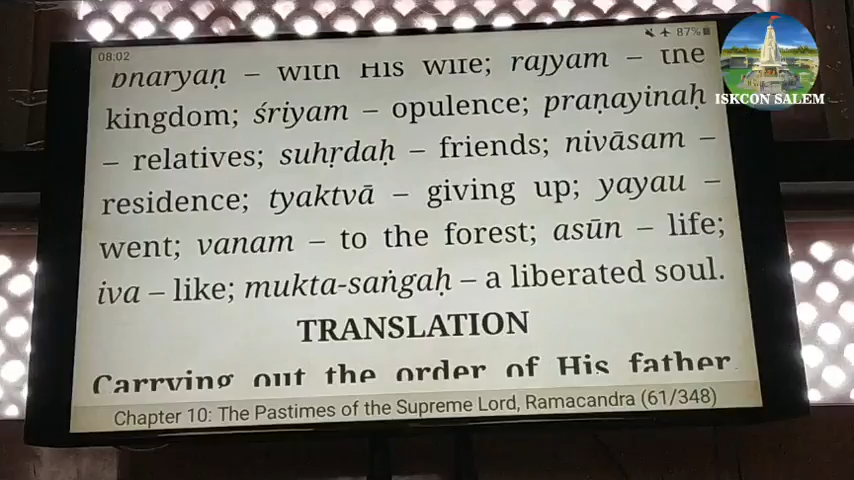 08:02
87%
ISKCON SALEM
bhāryaṇ – with His wife; rājyam – the
kingdom; śriyam – opulence; praṇayinaḥ
– relatives; suhṛdaḥ – friends; nivāsam –
residence; tyaktvā – giving up; yayau –
went; vanam – to the forest; asūn – life;
iva – like; mukta-saṅgaḥ – a liberated soul.
TRANSLATION
Carrying out the order of His father
Chapter 10: The Pastimes of the Supreme Lord, Ramacandra (61/348)